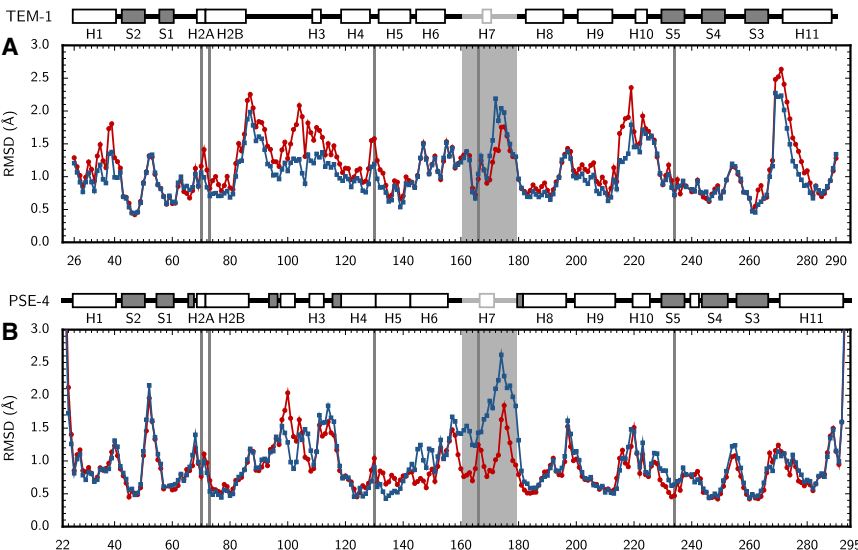 TEM-1
H1 S2 S1 H2A H2B H3 H4 H5 H6 H7 H8 H9 H10 S5 S4 S3 H11
A
3.0
2.5
2.0
1.5
1.0
0.5
0.0
RMSD (Å)
26 40 60 80 100 120 140 160 180 200 220 240 260 280 290
PSE-4
H1 S2 S1 H2A H2B H3 H4 H5 H6 H7 H8 H9 H10 S5 S4 S3 H11
B
3.0
2.5
2.0
1.5
1.0
0.5
0.0
RMSD (Å)
22 40 60 80 100 120 140 160 180 200 220 240 260 280 295